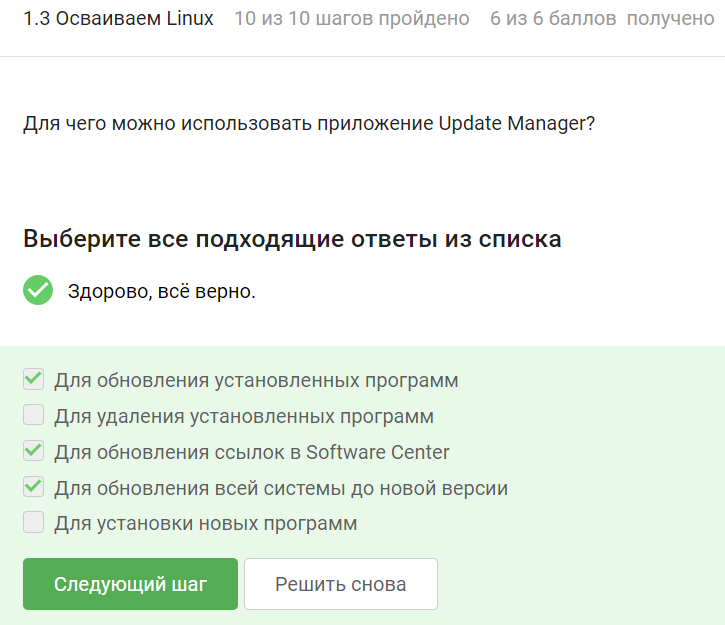 1.3 Осваиваем Linux 10 из 10 шагов пройдено 6 из 6 баллов получено
Для чего можно использовать приложение Update Manager?
Выберите все подходящие ответы из списка
Здорово, всё верно.
Для обновления установленных программ
Для удаления установленных программ
Для обновления ссылок в Software Center
Для обновления всей системы до новой версии
Для установки новых программ
Следующий шаг Решить снова